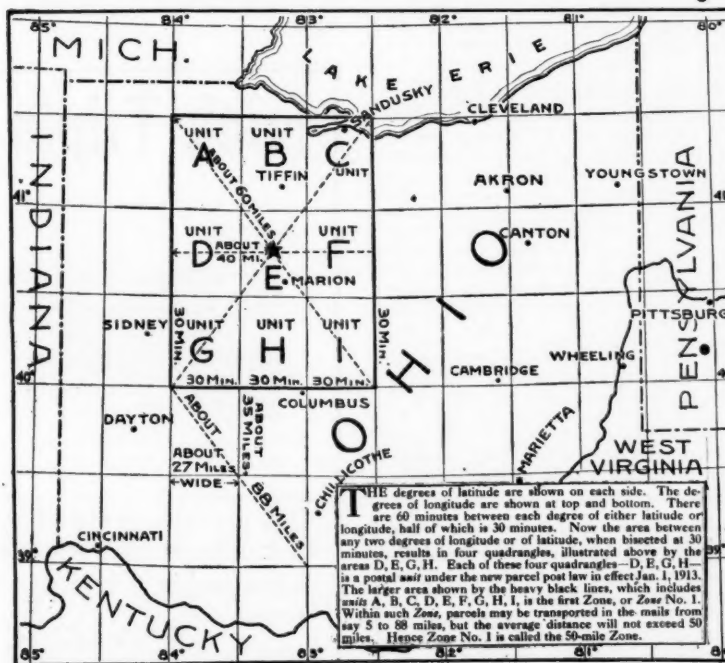 85° 84° 83° 82° 81° 80°
MICH.
LAKE ERIE
SANDUSKY
CLEVELAND
INDIANA
UNIT A
UNIT B
C UNIT
ABOUT 60 MILES
TIFFIN
AKRON
YOUNGSTOWN
41° 41
UNIT D
ABOUT 40 MI.
UNIT F
E
MARION
CANTON
OHIO
PENSYLVANIA
PITTSBURG
SIDNEY
30 MIN.
UNIT G
UNIT H
UNIT I
30 MIN.
30 MIN. 30 MIN. 30 MIN.
CAMBRIDGE
WHEELING
40° 40
COLUMBUS
DAYTON
ABOUT 88 MILES
ABOUT 35 MILES
ABOUT
27 MILES
WIDE
CHILLICOTHE
MARIETTA
WEST
VIRGINIA
CINCINNATI
KENTUCKY
39° 39
THE degrees of latitude are shown on each side. The de-
grees of longitude are shown at top and bottom. There
are 60 minutes between each degree of either latitude or
longitude, half of which is 30 minutes. Now the area between
any two degrees of longitude or of latitude, when bisected at 30
minutes, results in four quadrangles, illustrated above by the
areas D, E, G, H. Each of these four quadrangles—D, E, G, H—
is a postal unit under the new parcel post law in effect Jan. 1, 1913.
The larger area shown by the heavy black lines, which includes
units A, B, C, D, E, F, G, H, I, is the first Zone, or Zone No. 1.
Within such Zone, parcels may be transported in the mails from
say 5 to 88 miles, but the average distance will not exceed 50
miles. Hence Zone No. 1 is called the 50-mile Zone.
85° 84° 83° 82° 81° 80